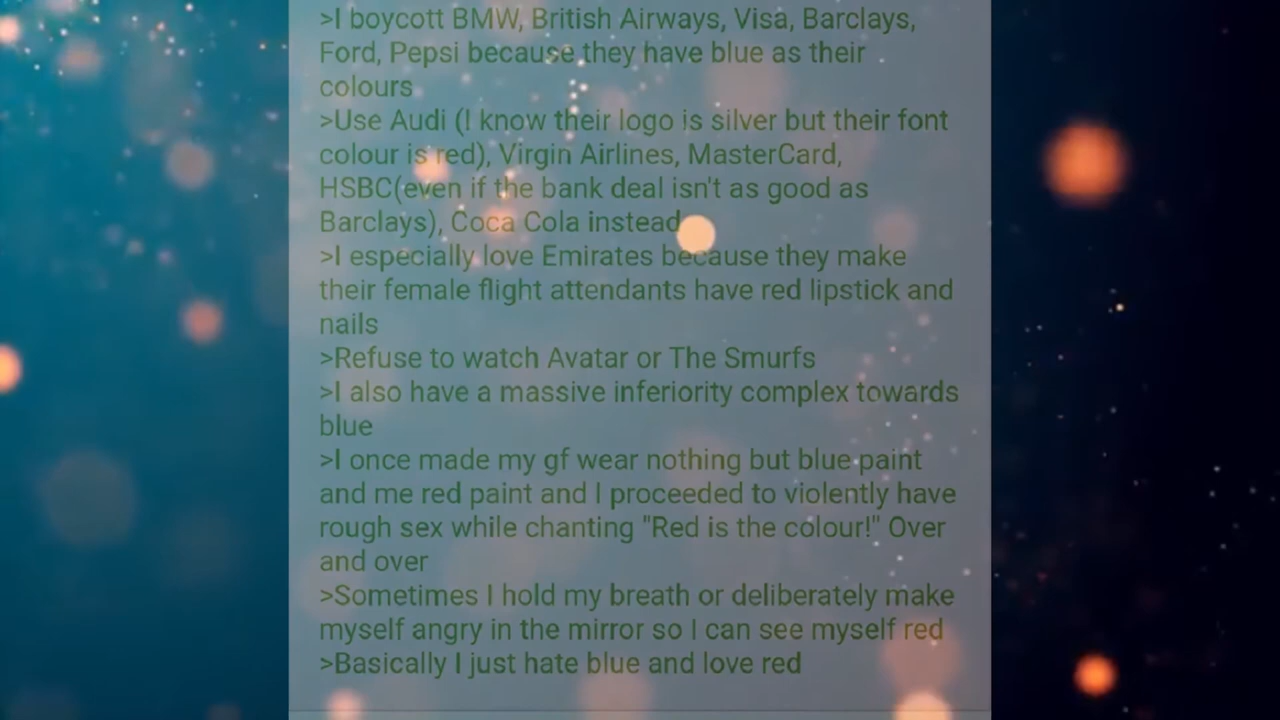 >I boycott BMW, British Airways, Visa, Barclays,
Ford, Pepsi because they have blue as their
colours
>Use Audi (I know their logo is silver but their font
colour is red), Virgin Airlines, MasterCard,
HSBC(even if the bank deal isn't as good as
Barclays), Coca Cola instead
>I especially love Emirates because they make
their female flight attendants have red lipstick and
nails
>Refuse to watch Avatar or The Smurfs
>I also have a massive inferiority complex towards
blue
>I once made my gf wear nothing but blue paint
and me red paint and I proceeded to violently have
rough sex while chanting "Red is the colour!" Over
and over
>Sometimes I hold my breath or deliberately make
myself angry in the mirror so I can see myself red
>Basically I just hate blue and love red